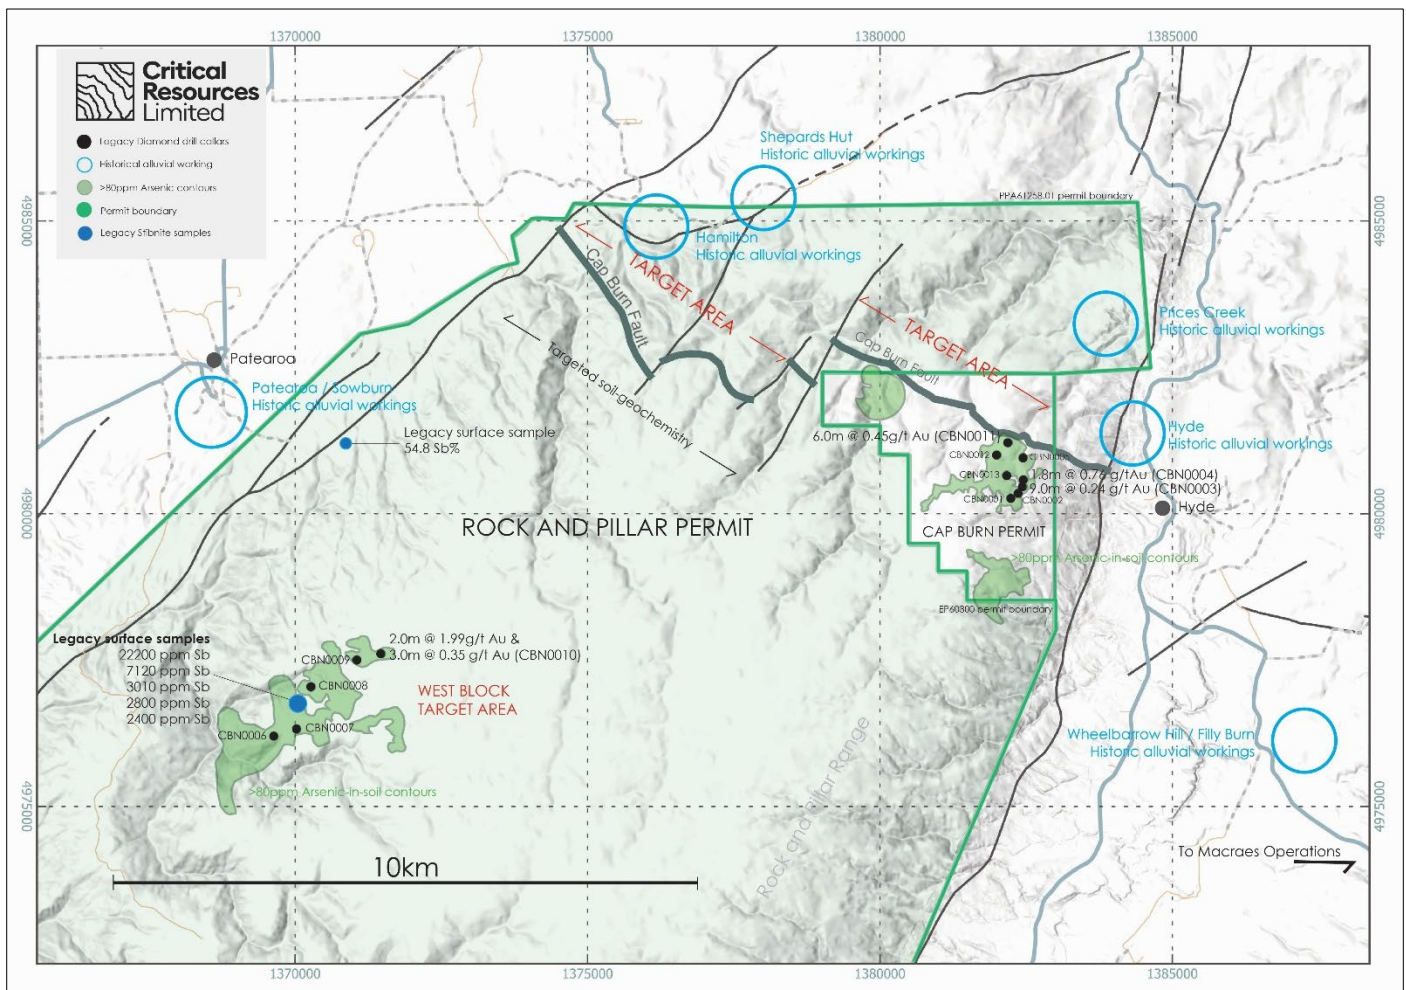 1370000
1375000
1380000
1385000
Critical
Resources
Limited
Legacy Diamond drill collars
Historical alluvial working
>80ppm Arsenic contours
Permit boundary
Legacy Stibnite samples
4985000
4980000
4975000
4985000
4980000
4975000
Shepards Hut
Historic alluvial workings
PPA61258.01 permit boundary
Hamilton
Historic alluvial workings
TARGET AREA
Cap Burn Fault
Targeted soil-geochemistry
TARGET AREA
Cap Burn Fault
Prices Creek
Historic alluvial workings
Patearoa
Patearoa / Sowburn
Historic alluvial workings
Legacy surface sample
54.8 Sb%
Hyde
Historic alluvial workings
6.0m @ 0.45g/t Au (CBN0011)
CBN0012
CBN0013
1.8m @ 0.76 g/tAu (CBN0004)
9.0m @ 0.24 g/t Au (CBN0003)
CBN0001
CBN0002
Hyde
ROCK AND PILLAR PERMIT
CAP BURN PERMIT
>80ppm Arsenic-in-soil contours
EP60300 permit boundary
Legacy surface samples
22200 ppm Sb
7120 ppm Sb
3010 ppm Sb
2800 ppm Sb
2400 ppm Sb
2.0m @ 1.99g/t Au &
3.0m @ 0.35 g/t Au (CBN0010)
CBN0009
CBN0008
CBN0007
CBN0006
WEST BLOCK
TARGET AREA
>80ppm Arsenic-in-soil contours
Rock and Pillar Range
Wheelbarrow Hill / Filly Burn
Historic alluvial workings
To Macraes Operations
10km
1370000
1375000
1380000
1385000